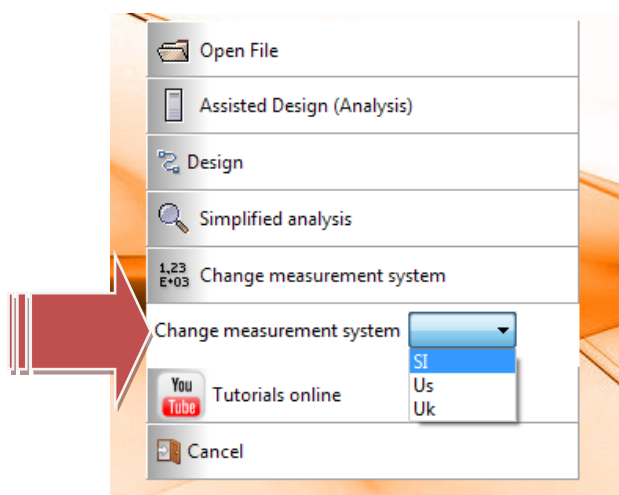 Open File
Assisted Design (Analysis)
Design
Simplified analysis
1,23
E+03
Change measurement system
Change measurement system
SI
Us
Uk
You
Tube
Tutorials online
Cancel